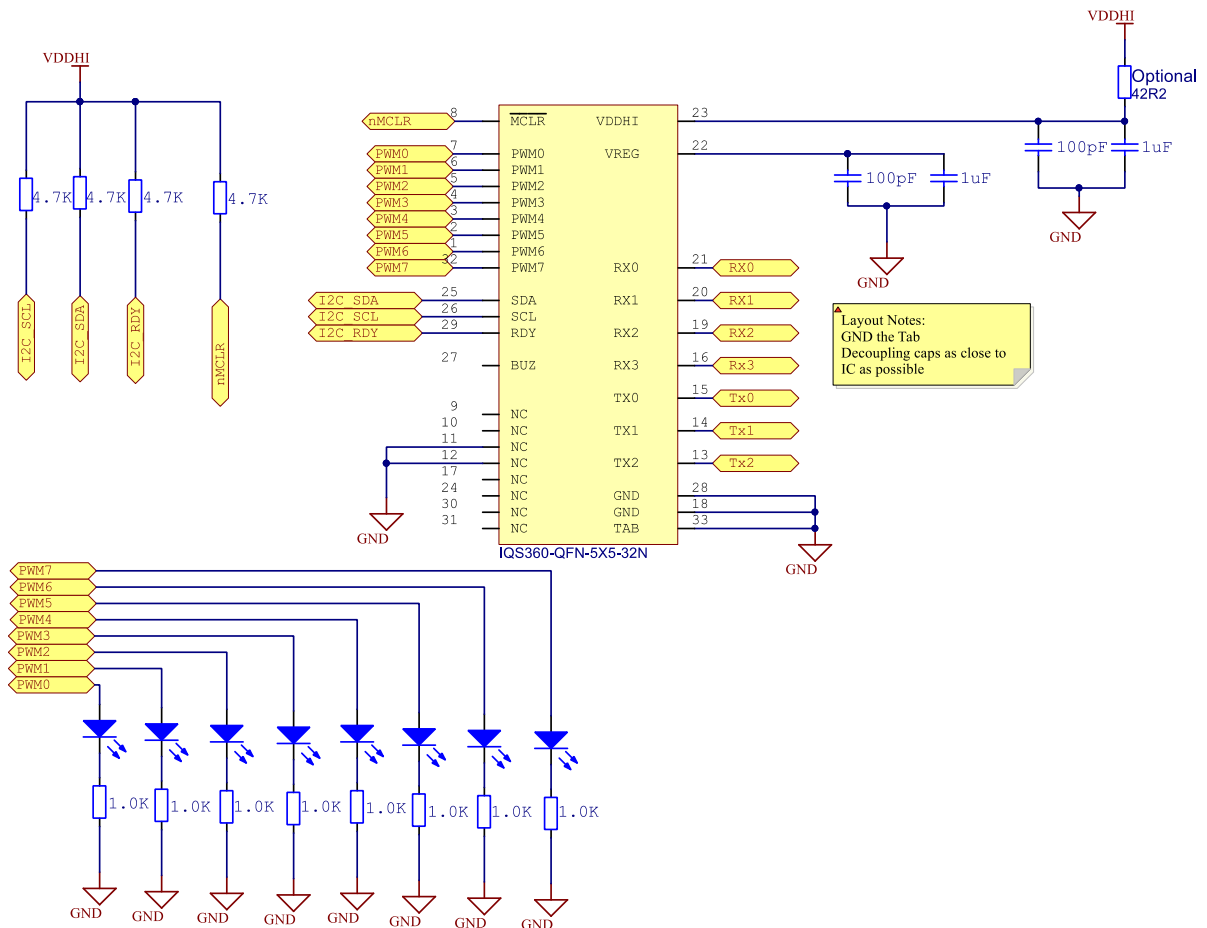 VDDHI
4.7K
4.7K
4.7K
4.7K
I2C_SCL
I2C_SDA
I2C_RDY
nMCLR
nMCLR
PWM0
PWM1
PWM2
PWM3
PWM4
PWM5
PWM6
PWM7
I2C_SDA
I2C_SCL
I2C_RDY
8
7
6
5
4
3
2
1
32
25
26
29
27
9
10
11
12
17
24
30
31
GND
MCLR
PWM0
PWM1
PWM2
PWM3
PWM4
PWM5
PWM6
PWM7
SDA
SCL
RDY
BUZ
NC
NC
NC
NC
NC
NC
NC
NC
VDDHI
VREG
RX0
RX1
RX2
RX3
TX0
TX1
TX2
GND
GND
TAB
IQS360-QFN-5X5-32N
23
22
21
20
19
16
15
14
13
28
18
33
RX0
RX1
RX2
Rx3
Tx0
Tx1
Tx2
GND
VDDHI
Optional
42R2
100pF
1uF
GND
100pF
1uF
GND
Layout Notes:
GND the Tab
Decoupling caps as close to
IC as possible
PWM7
PWM6
PWM5
PWM4
PWM3
PWM2
PWM1
PWM0
1.0K
1.0K
1.0K
1.0K
1.0K
1.0K
1.0K
1.0K
GND
GND
GND
GND
GND
GND
GND
GND